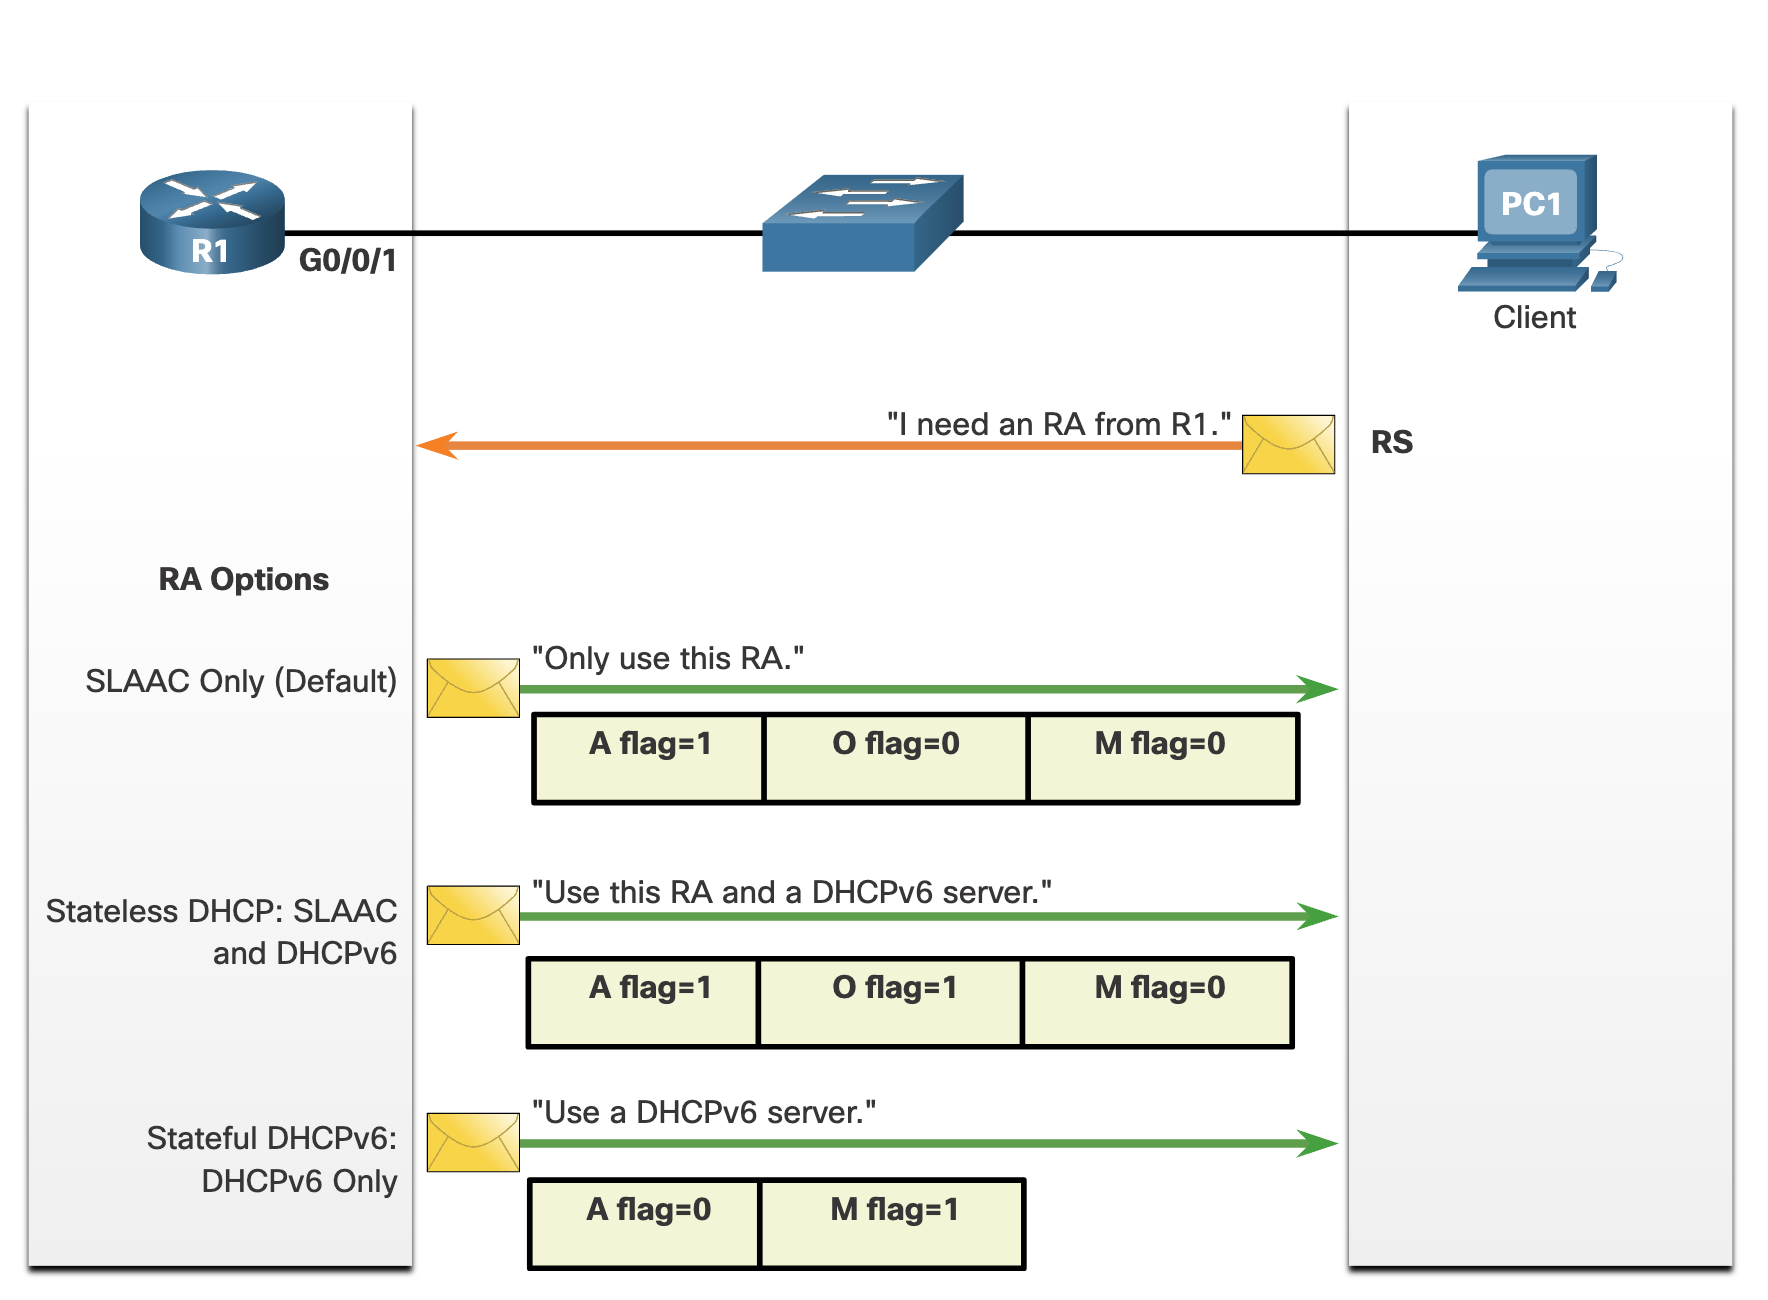 R1
G0/0/1
PC1
Client
"I need an RA from R1."
RS
RA Options
SLAAC Only (Default)
"Only use this RA."
A flag=1
O flag=0
M flag=0
Stateless DHCP: SLAAC
and DHCPv6
"Use this RA and a DHCPv6 server."
A flag=1
O flag=1
M flag=0
Stateful DHCPv6:
DHCPv6 Only
"Use a DHCPv6 server."
A flag=0
M flag=1